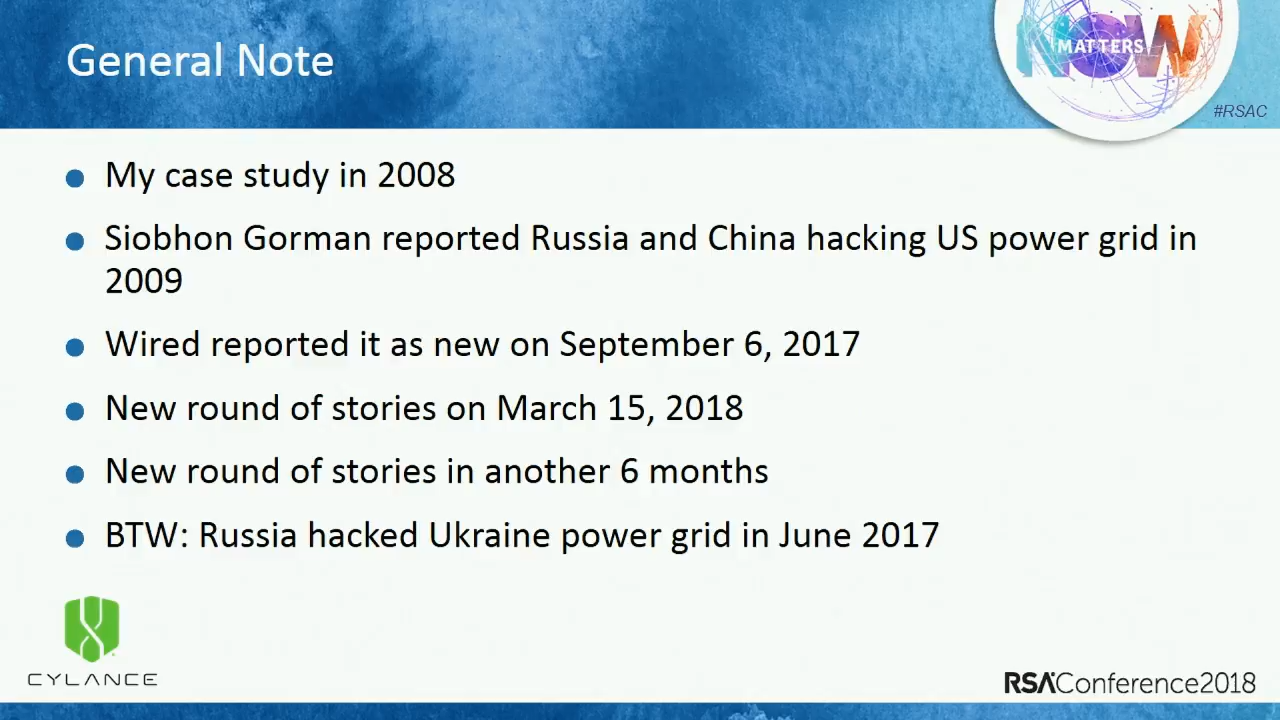 General Note
NOW
MATTERS
#RSAC
My case study in 2008
Siobhon Gorman reported Russia and China hacking US power grid in
2009
Wired reported it as new on September 6, 2017
New round of stories on March 15, 2018
New round of stories in another 6 months
BTW: Russia hacked Ukraine power grid in June 2017
CYLANCE
RSAConference2018